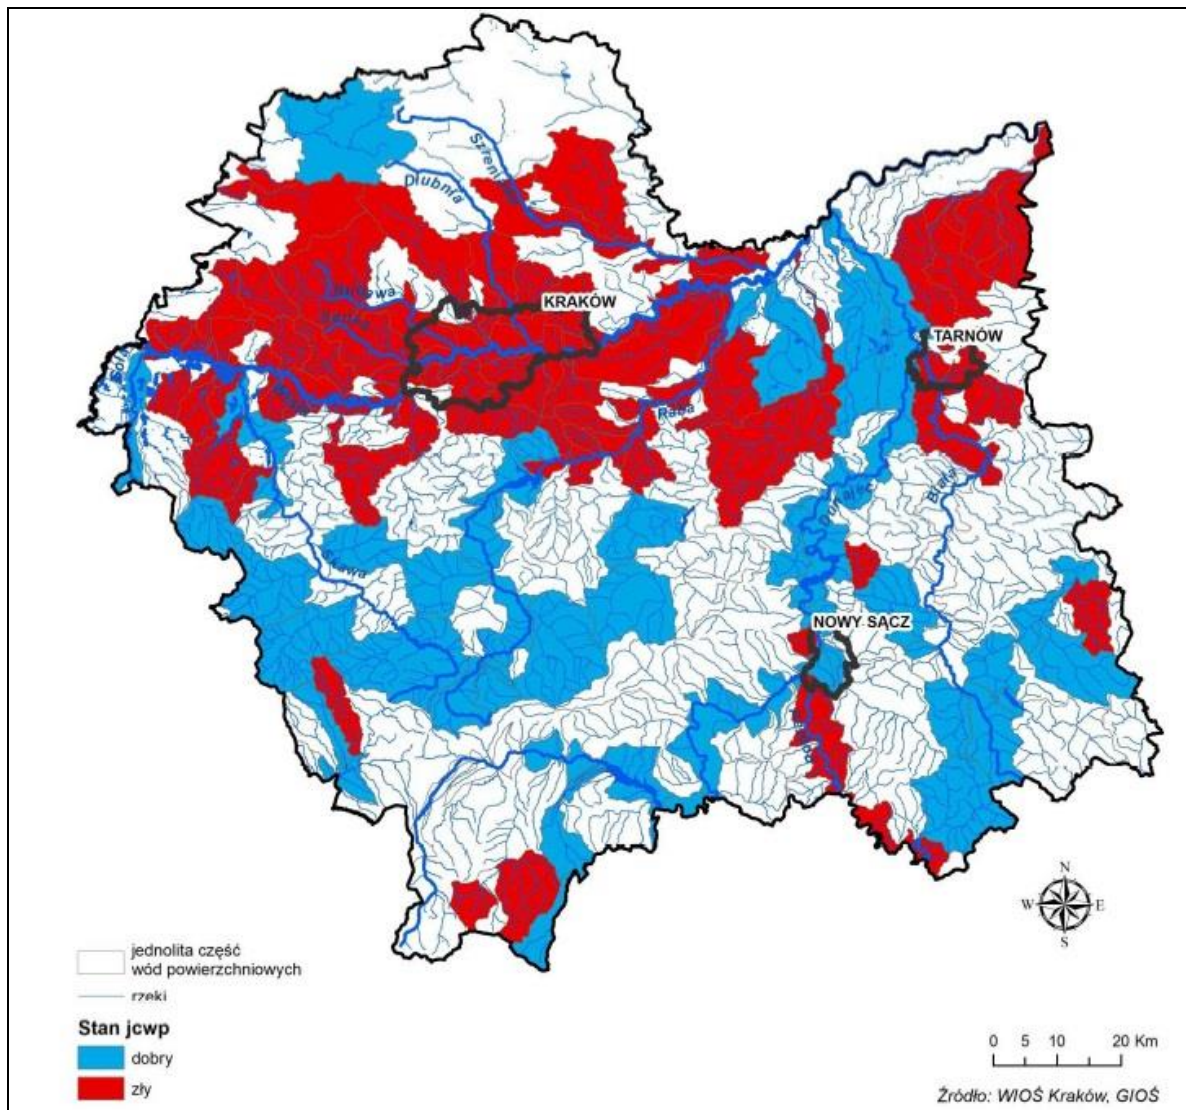 Szreni
Dłubnia
KRAKÓW
TARNÓW
Raba
Dunajec
Biała
Skawa
NOWY SĄCZ
N
W E
S
jednolita część
wód powierzchniowych
rzeki
Stan jcwp
dobry
zły
0 5 10 20 Km
Źródło: WIOŚ Kraków, GIOŚ